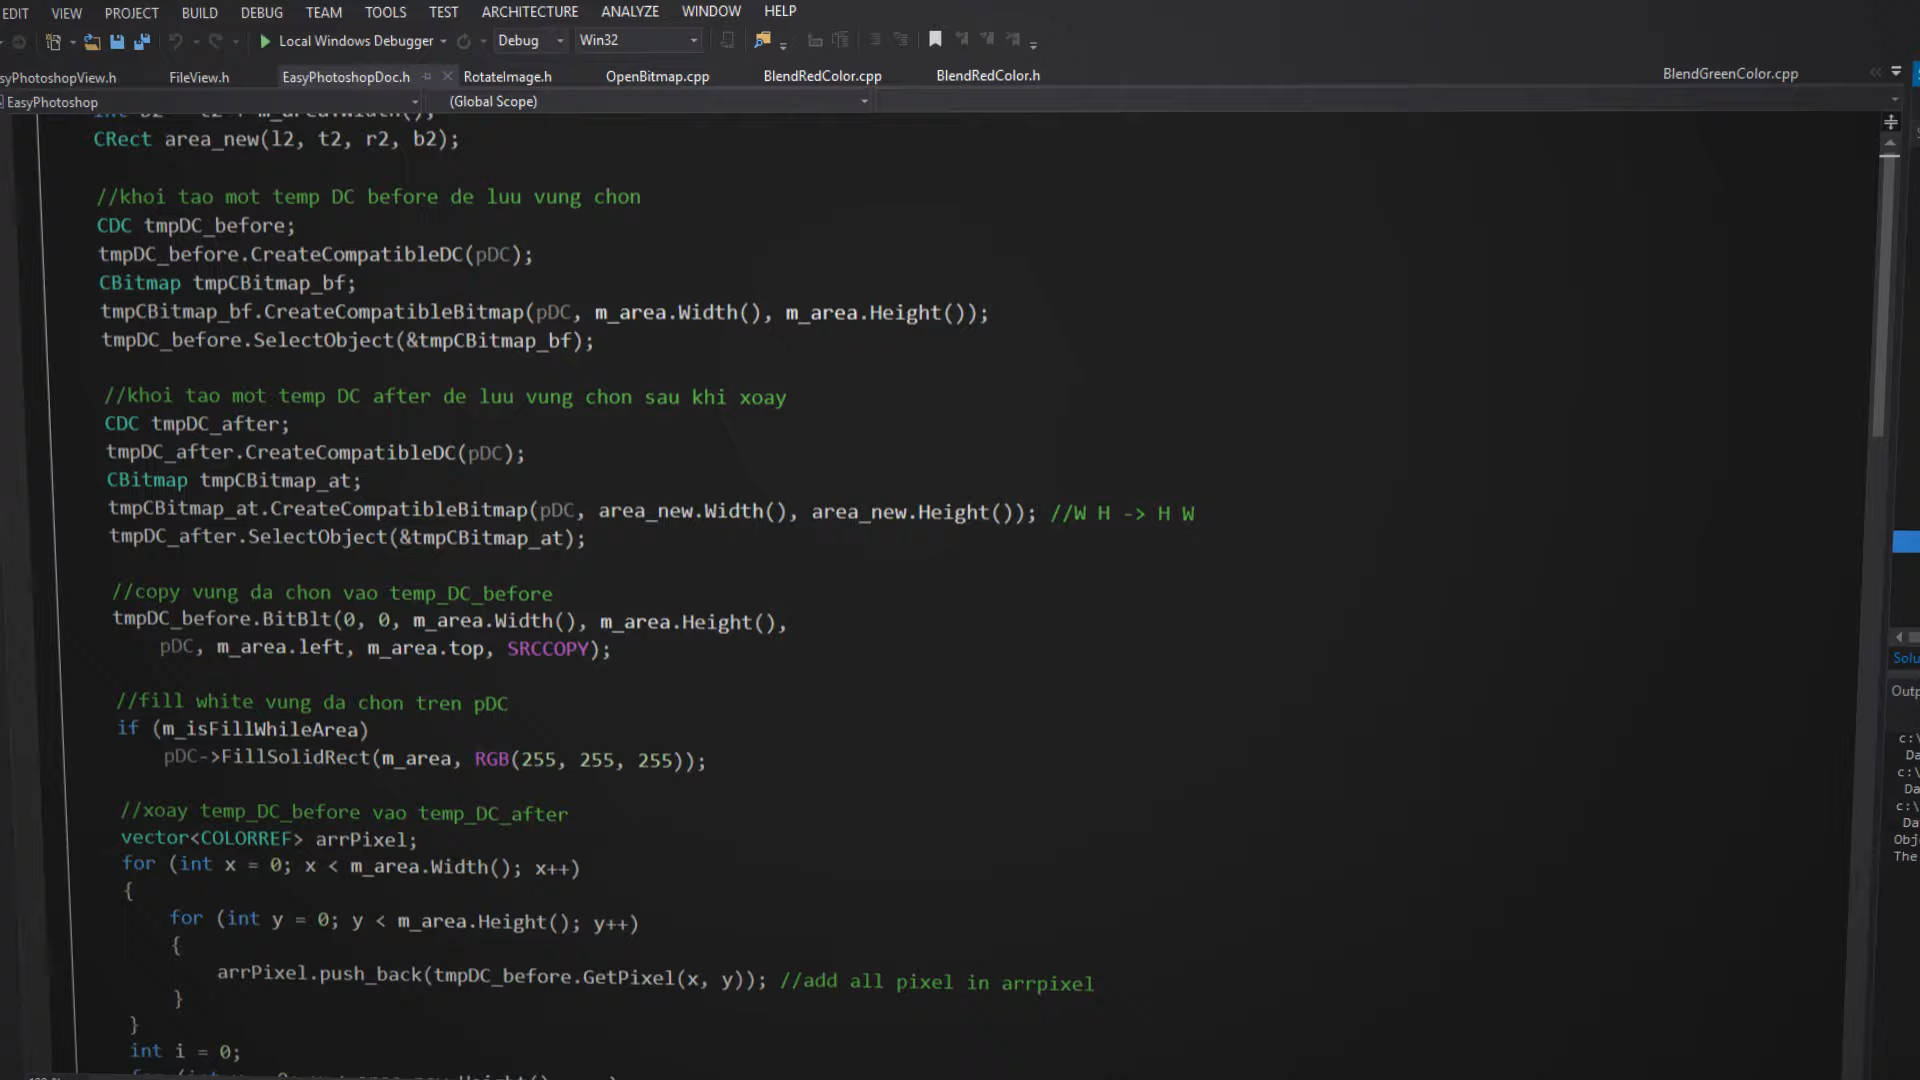 EDIT VIEW PROJECT BUILD DEBUG TEAM TOOLS TEST ARCHITECTURE ANALYZE WINDOW HELP
Local Windows Debugger Debug Win32
syPhotoshopView.h FileView.h EasyPhotoshopDoc.h RotateImage.h OpenBitmap.cpp BlendRedColor.cpp BlendRedColor.h BlendGreenColor.cpp
EasyPhotoshop (Global Scope)
CRect area_new(l2, t2, r2, b2);
//khoi tao mot temp DC before de luu vung chon
CDC tmpDC_before;
tmpDC_before.CreateCompatibleDC(pDC);
CBitmap tmpCBitmap_bf;
tmpCBitmap_bf.CreateCompatibleBitmap(pDC, m_area.Width(), m_area.Height());
tmpDC_before.SelectObject(&tmpCBitmap_bf);
//khoi tao mot temp DC after de luu vung chon sau khi xoay
CDC tmpDC_after;
tmpDC_after.CreateCompatibleDC(pDC);
CBitmap tmpCBitmap_at;
tmpCBitmap_at.CreateCompatibleBitmap(pDC, area_new.Width(), area_new.Height()); //W H -> H W
tmpDC_after.SelectObject(&tmpCBitmap_at);
//copy vung da chon vao temp_DC_before
tmpDC_before.BitBlt(0, 0, m_area.Width(), m_area.Height(),
pDC, m_area.left, m_area.top, SRCCOPY);
//fill white vung da chon tren pDC
if (m_isFillWhileArea)
pDC->FillSolidRect(m_area, RGB(255, 255, 255));
//xoay temp_DC_before vao temp_DC_after
vector<COLORREF> arrPixel;
for (int x = 0; x < m_area.Width(); x++)
{
for (int y = 0; y < m_area.Height(); y++)
{
arrPixel.push_back(tmpDC_before.GetPixel(x, y)); //add all pixel in arrpixel
}
}
int i = 0;
Solu
Outp
c:\
Da
c:\
Da
c:\
Da
Obj
The